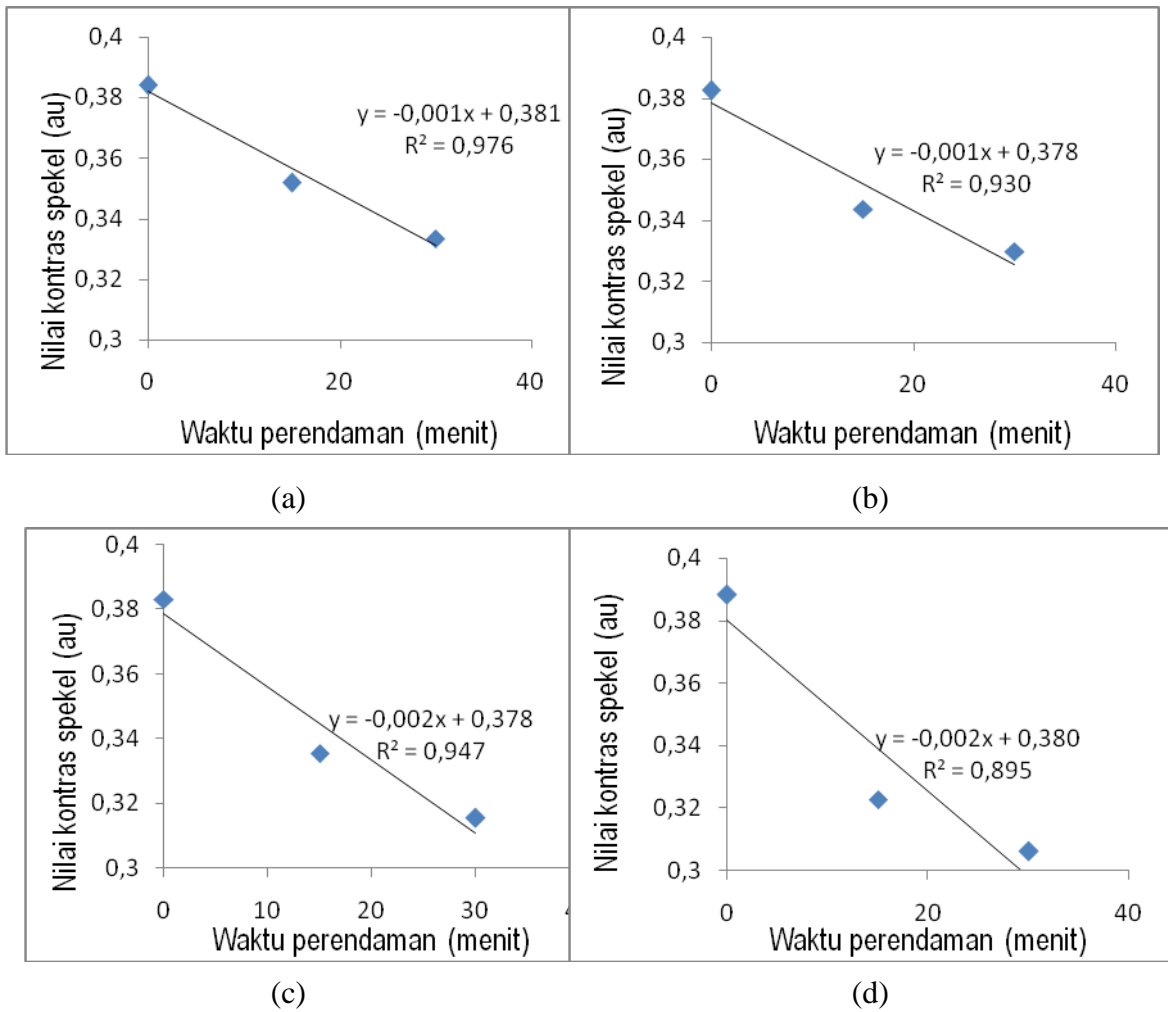 Nilai kontras spekel (au)
0,4
0,38
0,36
0,34
0,32
0,3
y = -0,001x + 0,381
R² = 0,976
0 20 40
Waktu perendaman (menit)
(a)
Nilai kontras spekel (au)
0,4
0,38
0,36
0,34
0,32
0,3
y = -0,001x + 0,378
R² = 0,930
0 20 40
Waktu perendaman (menit)
(b)
Nilai kontras spekel (au)
0,4
0,38
0,36
0,34
0,32
0,3
y = -0,002x + 0,378
R² = 0,947
0 10 20 30
Waktu perendaman (menit)
(c)
Nilai kontras spekel (au)
0,4
0,38
0,36
0,34
0,32
0,3
y = -0,002x + 0,380
R² = 0,895
0 20 40
Waktu perendaman (menit)
(d)